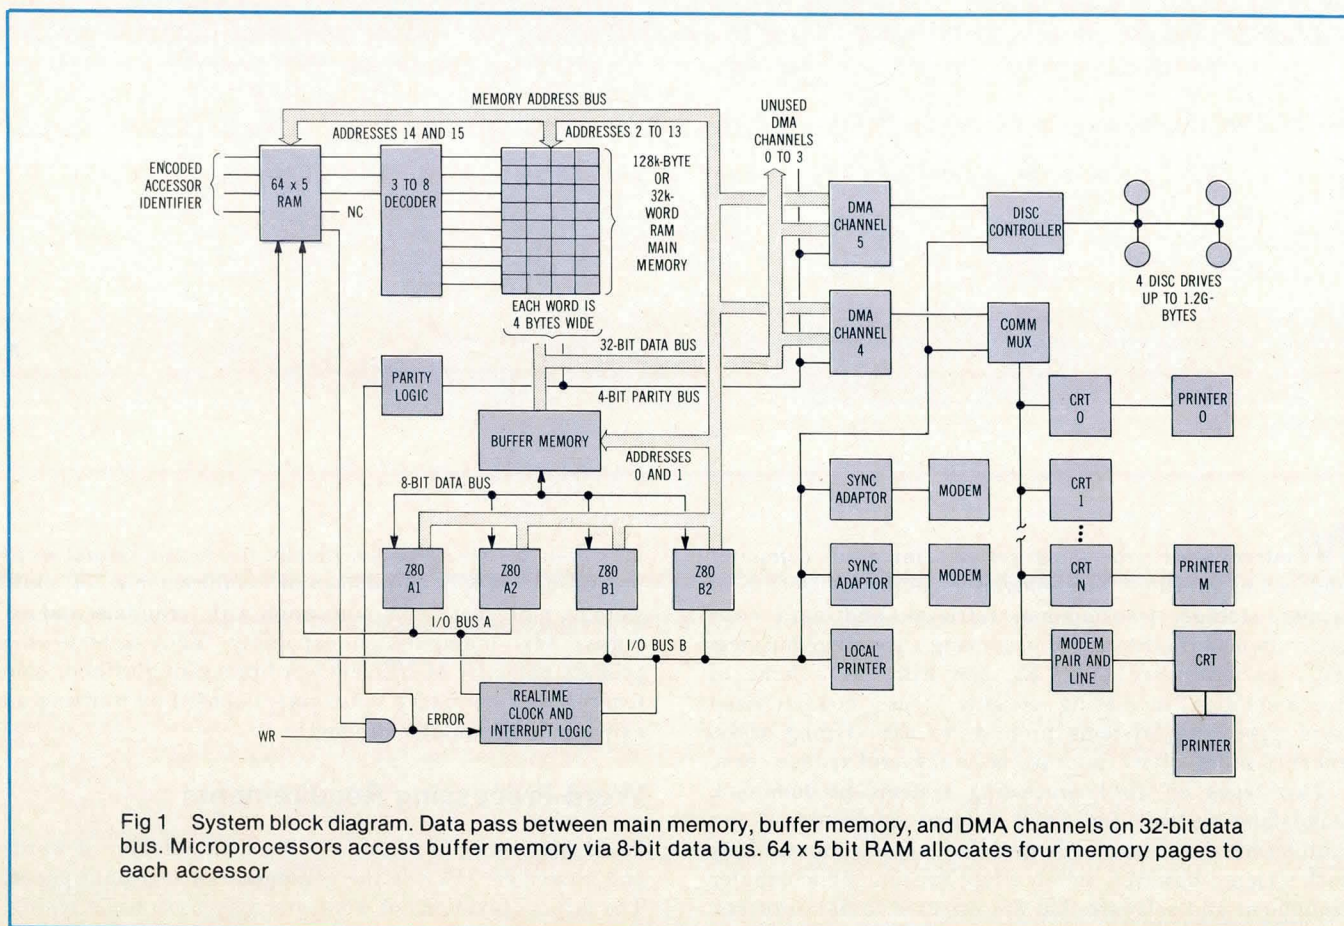 MEMORY ADDRESS BUS
ADDRESSES 14 AND 15
ADDRESSES 2 TO 13
UNUSED
DMA
CHANNELS
0 TO 3
ENCODED
ACCESSOR
IDENTIFIER
64 x 5
RAM
NC
3 TO 8
DECODER
128k-BYTE
OR
32k-
WORD
RAM
MAIN
MEMORY
DMA
CHANNEL
5
DISC
CONTROLLER
4 DISC DRIVES
UP TO 1.2G-
BYTES
EACH WORD IS
4 BYTES WIDE
32-BIT DATA BUS
DMA
CHANNEL
4
COMM
MUX
PARITY
LOGIC
4-BIT PARITY BUS
CRT
0
PRINTER
0
BUFFER MEMORY
ADDRESSES
0 AND 1
8-BIT DATA BUS
SYNC
ADAPTOR
MODEM
CRT
1
Z80
A1
Z80
A2
Z80
B1
Z80
B2
SYNC
ADAPTOR
MODEM
CRT
N
PRINTER
M
I/O BUS A
I/O BUS B
LOCAL
PRINTER
MODEM
PAIR AND
LINE
CRT
REALTIME
CLOCK AND
INTERRUPT LOGIC
WR
ERROR
PRINTER
Fig 1 System block diagram. Data pass between main memory, buffer memory, and DMA channels on 32-bit data
bus. Microprocessors access buffer memory via 8-bit data bus. 64 x 5 bit RAM allocates four memory pages to
each accessor